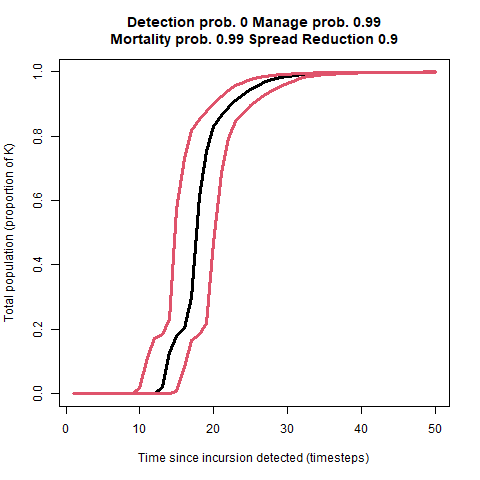 Detection prob. 0 Manage prob. 0.99
Mortality prob. 0.99 Spread Reduction 0.9
Total population (proportion of K)
1.0
0.8
0.6
0.4
0.2
0.0
0 10 20 30 40 50
Time since incursion detected (timesteps)